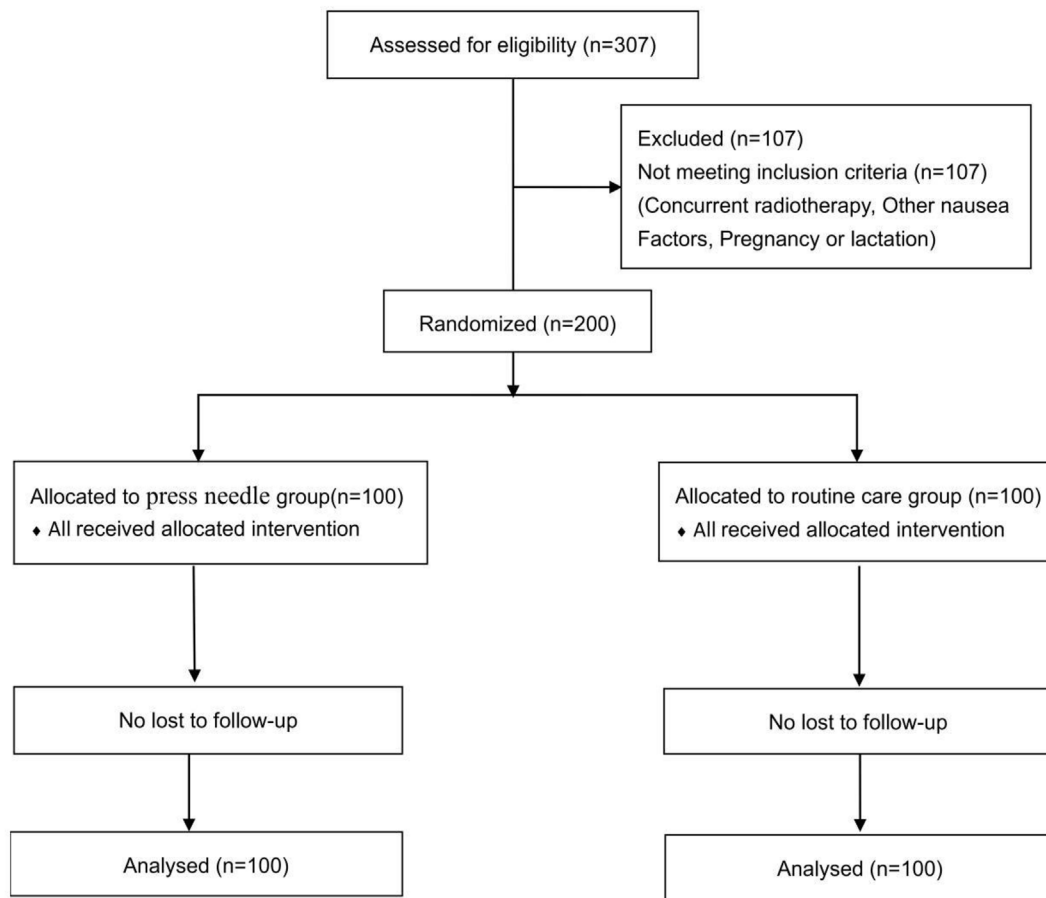 Assessed for eligibility (n=307)
Excluded (n=107)
Not meeting inclusion criteria (n=107)
(Concurrent radiotherapy, Other nausea
Factors, Pregnancy or lactation)
Randomized (n=200)
Allocated to press needle group(n=100)
♦ All received allocated intervention
Allocated to routine care group (n=100)
♦ All received allocated intervention
No lost to follow-up
No lost to follow-up
Analysed (n=100)
Analysed (n=100)